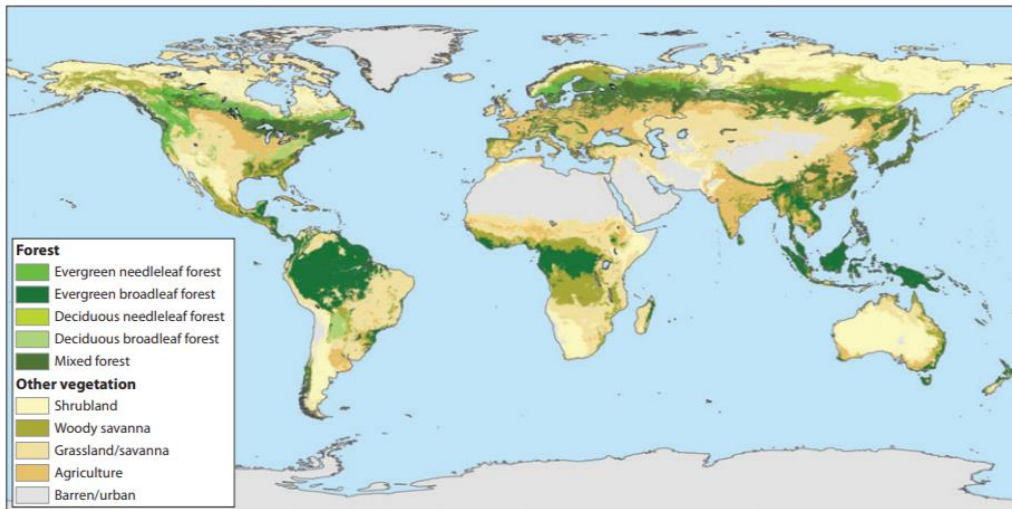 Forest
Evergreen needleleaf forest
Evergreen broadleaf forest
Deciduous needleleaf forest
Deciduous broadleaf forest
Mixed forest
Other vegetation
Shrubland
Woody savanna
Grassland/savanna
Agriculture
Barren/urban